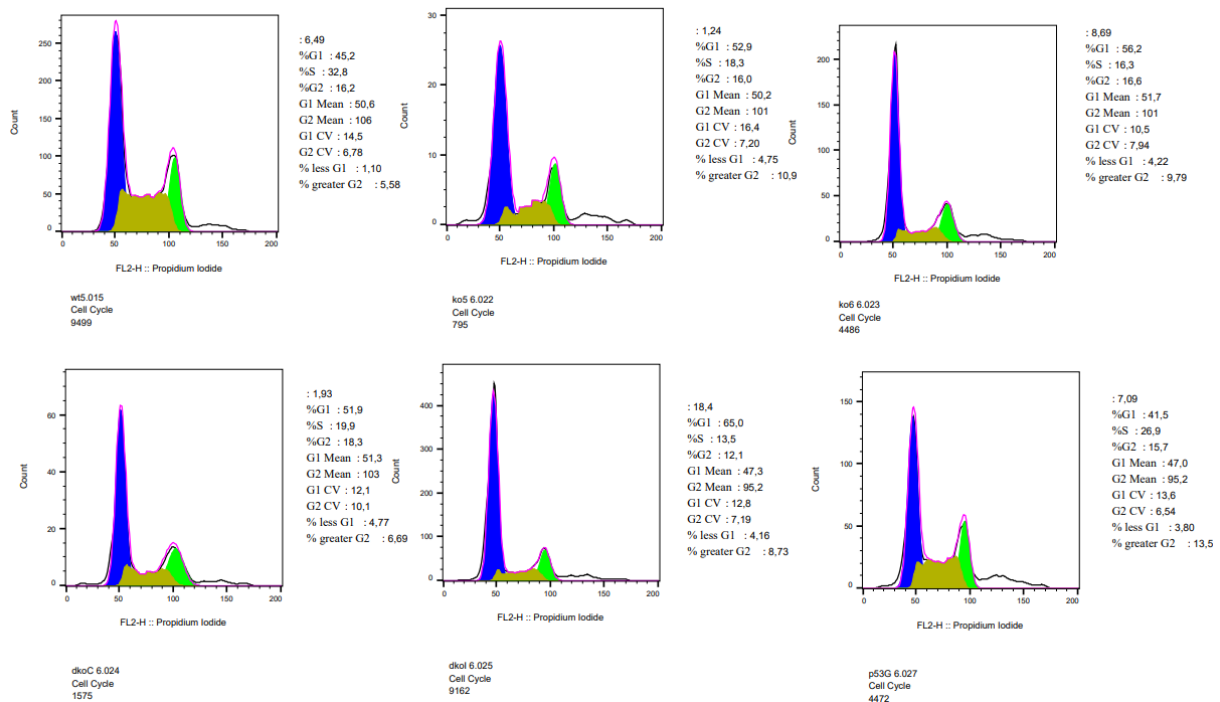 250
200
150
100
50
0
Count
0
50
100
150
200
FL2-H :: Propidium Iodide
: 6,49
%G1 : 45,2
%S : 32,8
%G2 : 16,2
G1 Mean : 50,6
G2 Mean : 106
G1 CV : 14,5
G2 CV : 6,78
% less G1 : 1,10
% greater G2 : 5,58
wt5.015
Cell Cycle
9499
30
20
10
0
Count
0
50
100
150
200
FL2-H :: Propidium Iodide
: 1,24
%G1 : 52,9
%S : 18,3
%G2 : 16,0
G1 Mean : 50,2
G2 Mean : 101
G1 CV : 16,4
G2 CV : 7,20
% less G1 : 4,75
% greater G2 : 10,9
ko5 6.022
Cell Cycle
795
200
150
100
50
0
Count
0
50
100
150
200
FL2-H :: Propidium Iodide
: 8,69
%G1 : 56,2
%S : 16,3
%G2 : 16,6
G1 Mean : 51,7
G2 Mean : 101
G1 CV : 10,5
G2 CV : 7,94
% less G1 : 4,22
% greater G2 : 9,79
ko6 6.023
Cell Cycle
4486
60
40
20
0
Count
0
50
100
150
200
FL2-H :: Propidium Iodide
: 1,93
%G1 : 51,9
%S : 19,9
%G2 : 18,3
G1 Mean : 51,3
G2 Mean : 103
G1 CV : 12,1
G2 CV : 10,1
% less G1 : 4,77
% greater G2 : 6,69
dkoC 6.024
Cell Cycle
1575
400
300
200
100
0
Count
0
50
100
150
200
FL2-H :: Propidium Iodide
: 18,4
%G1 : 65,0
%S : 13,5
%G2 : 12,1
G1 Mean : 47,3
G2 Mean : 95,2
G1 CV : 12,8
G2 CV : 7,19
% less G1 : 4,16
% greater G2 : 8,73
dkoI 6.025
Cell Cycle
9162
150
100
50
0
Count
0
50
100
150
200
FL2-H :: Propidium Iodide
: 7,09
%G1 : 41,5
%S : 26,9
%G2 : 15,7
G1 Mean : 47,0
G2 Mean : 95,2
G1 CV : 13,6
G2 CV : 6,54
% less G1 : 3,80
% greater G2 : 13,5
p53G 6.027
Cell Cycle
4472